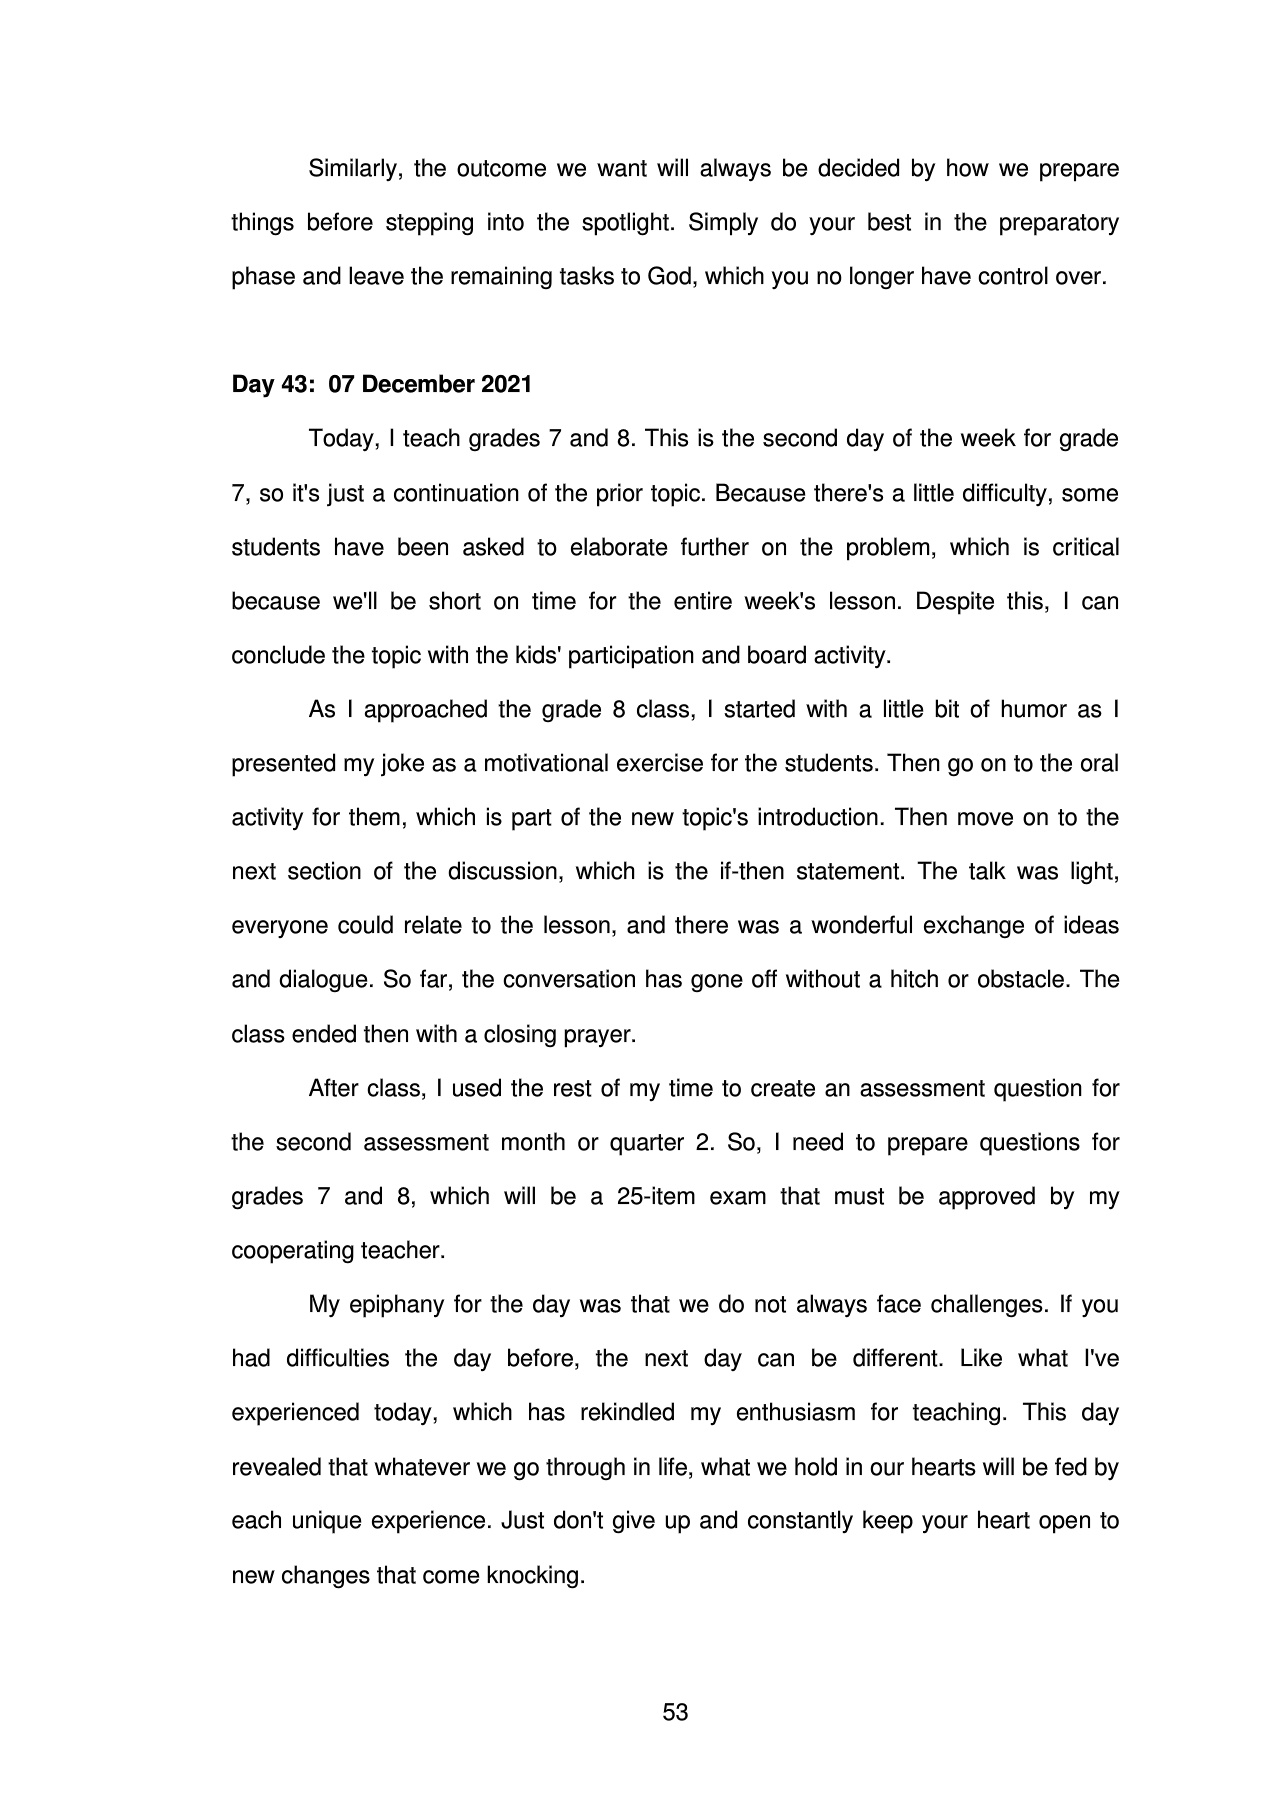 Similarly, the outcome we want will always be decided by how we prepare
things before stepping into the spotlight. Simply do your best in the preparatory
phase and leave the remaining tasks to God, which you no longer have control over.
Day 43:  07 December 2021
Today, I teach grades 7 and 8. This is the second day of the week for grade
7, so it's just a continuation of the prior topic. Because there's a little difficulty, some
students have been asked to elaborate further on the problem, which is critical
because we'll be short on time for the entire week's lesson. Despite this, I can
conclude the topic with the kids' participation and board activity.
As I approached the grade 8 class, I started with a little bit of humor as I
presented my joke as a motivational exercise for the students. Then go on to the oral
activity for them, which is part of the new topic's introduction. Then move on to the
next section of the discussion, which is the if-then statement. The talk was light,
everyone could relate to the lesson, and there was a wonderful exchange of ideas
and dialogue. So far, the conversation has gone off without a hitch or obstacle. The
class ended then with a closing prayer.
After class, I used the rest of my time to create an assessment question for
the second assessment month or quarter 2. So, I need to prepare questions for
grades 7 and 8, which will be a 25-item exam that must be approved by my
cooperating teacher.
My epiphany for the day was that we do not always face challenges. If you
had difficulties the day before, the next day can be different. Like what I've
experienced today, which has rekindled my enthusiasm for teaching. This day
revealed that whatever we go through in life, what we hold in our hearts will be fed by
each unique experience. Just don't give up and constantly keep your heart open to
new changes that come knocking.
53